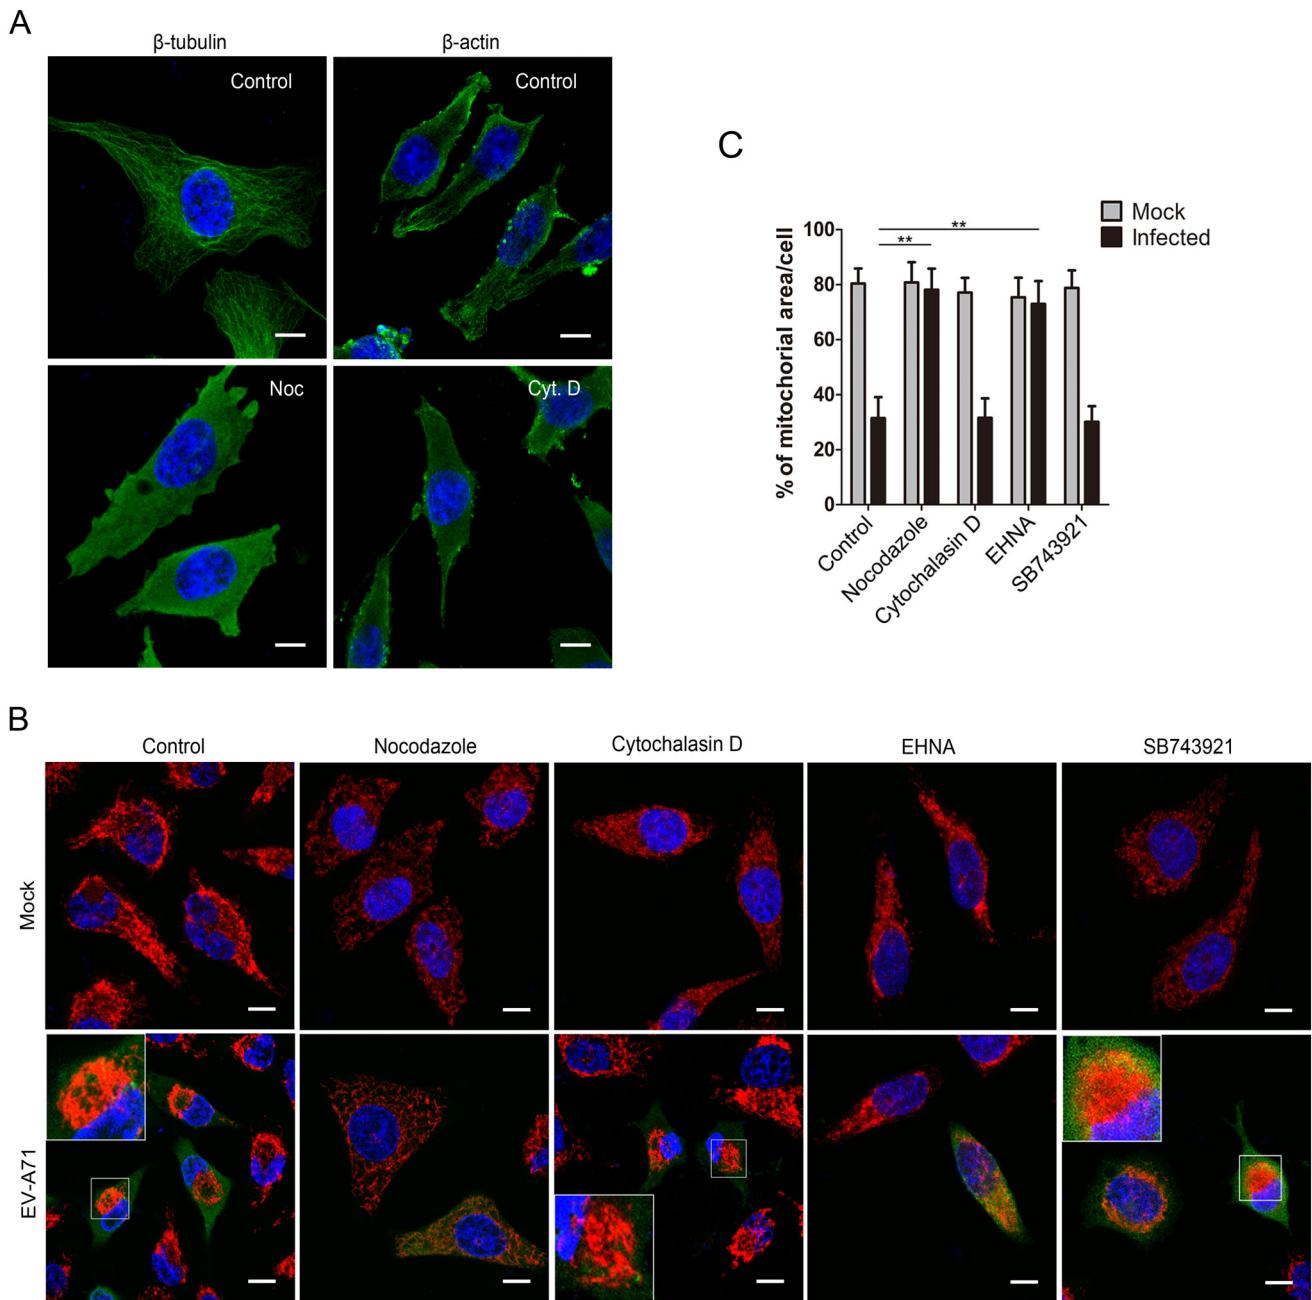 A
β-tubulin
β-actin
Control
Control
Noc
Cyt. D
C
Mock
Infected
% of mitochorial area/cell
100
80
60
40
20
0
**
**
Control
Nocodazole
Cytochalasin D
EHNA
SB743921
B
Control
Nocodazole
Cytochalasin D
EHNA
SB743921
Mock
EV-A71